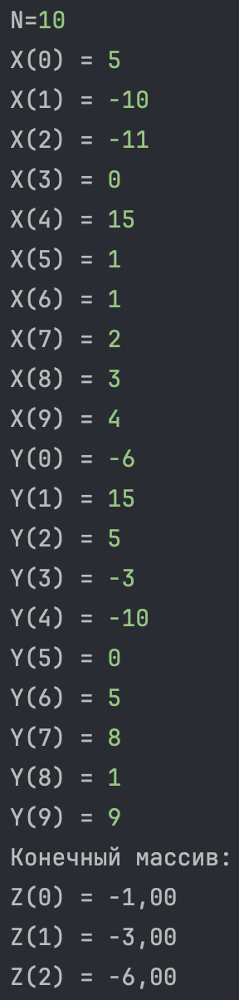 N=10
X(0) = 5
X(1) = -10
X(2) = -11
X(3) = 0
X(4) = 15
X(5) = 1
X(6) = 1
X(7) = 2
X(8) = 3
X(9) = 4
Y(0) = -6
Y(1) = 15
Y(2) = 5
Y(3) = -3
Y(4) = -10
Y(5) = 0
Y(6) = 5
Y(7) = 8
Y(8) = 1
Y(9) = 9
Конечный массив:
Z(0) = -1,00
Z(1) = -3,00
Z(2) = -6,00